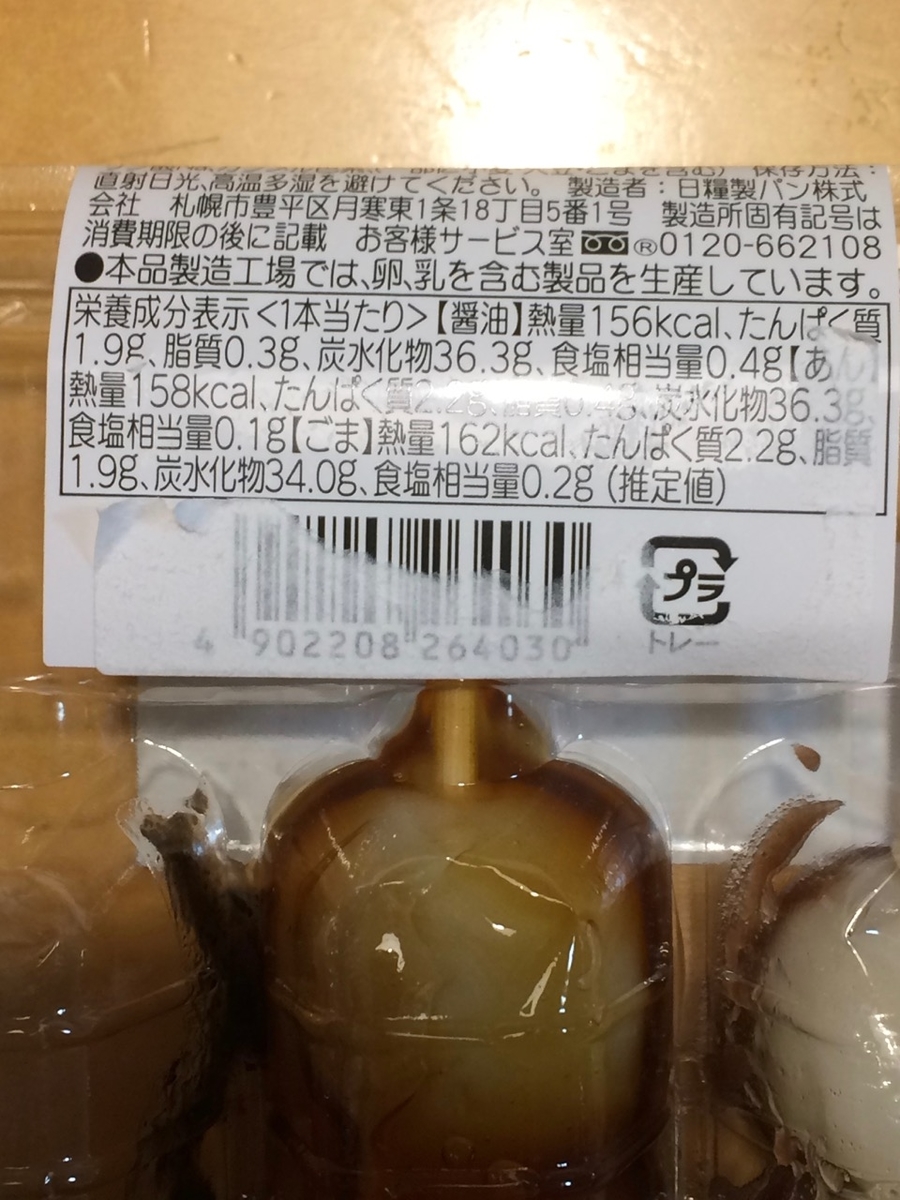 を含む) 保存方法:
直射日光、高温多湿を避けてください。 製造者:日糧製パン株式
会社 札幌市豊平区月寒東1条18丁目5番1号 製造所固有記号は
消費期限の後に記載 お客様サービス室 ®0120-662108
●本品製造工場では、卵、乳を含む製品を生産しています。
栄養成分表示<1本当たり>【醤油】熱量156kcal、たんぱく質
1.9g、脂質0.3g、炭水化物36.3g、食塩相当量0.4g【あん】
熱量158kcal、たんぱく質2.2g、脂質0.4g、炭水化物36.3g、
食塩相当量0.1g【ごま】熱量162kcal、たんぱく質2.2g、脂質
1.9g、炭水化物34.0g、食塩相当量0.2g (推定値)
プラ
トレー
4 902208 264030